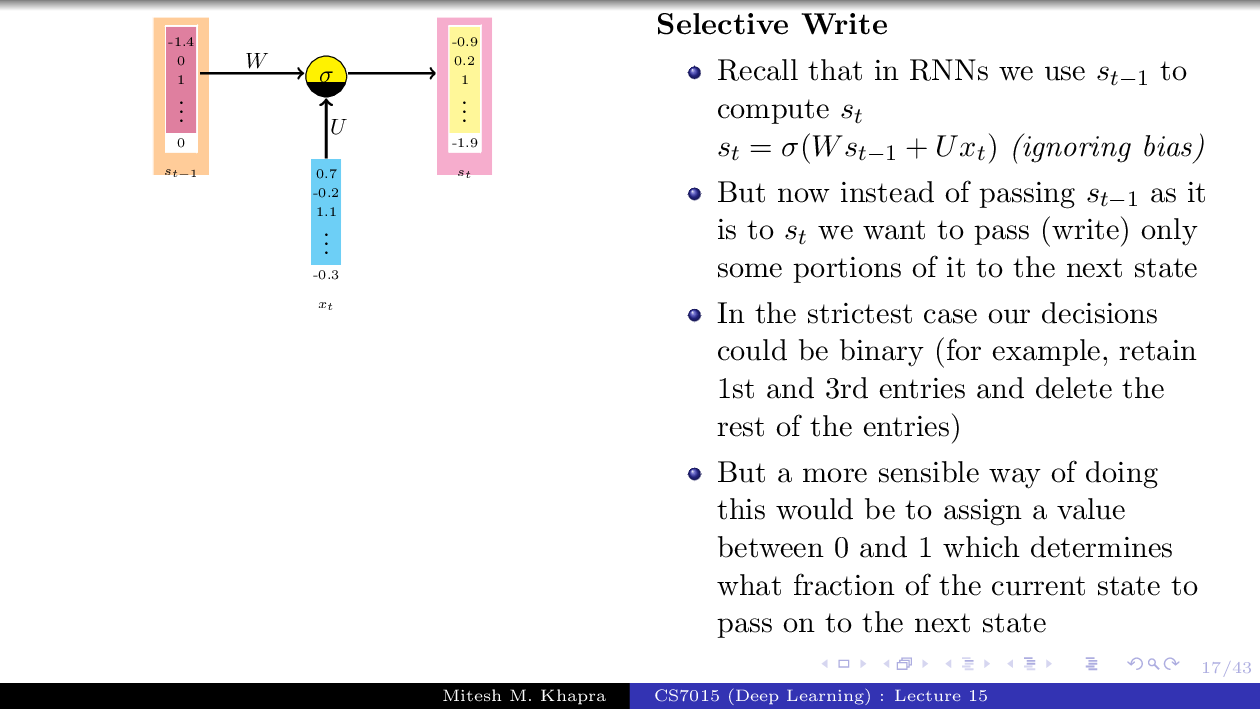 -1.4
0
1
⋮
0
s_{t−1}
W
σ
U
0.7
-0.2
1.1
⋮
-0.3
x_t
-0.9
0.2
1
⋮
-1.9
s_t
Selective Write
Recall that in RNNs we use s_{t−1} to
compute s_t
s_t = σ(Ws_{t−1} + Ux_t) (ignoring bias)
But now instead of passing s_{t−1} as it
is to s_t we want to pass (write) only
some portions of it to the next state
In the strictest case our decisions
could be binary (for example, retain
1st and 3rd entries and delete the
rest of the entries)
But a more sensible way of doing
this would be to assign a value
between 0 and 1 which determines
what fraction of the current state to
pass on to the next state
17/43
Mitesh M. Khapra
CS7015 (Deep Learning) : Lecture 15